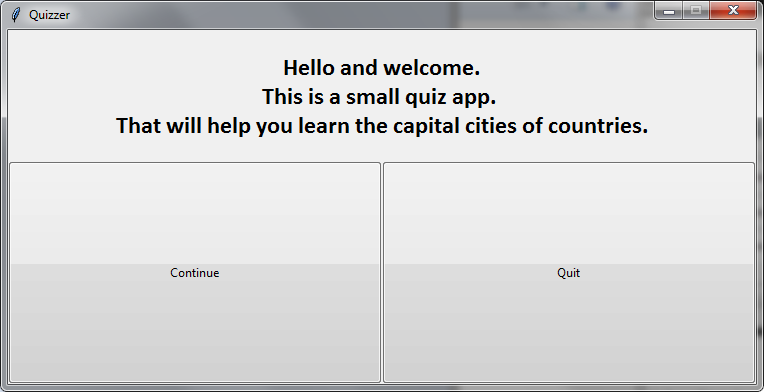 Quizzer
Hello and welcome.
This is a small quiz app.
That will help you learn the capital cities of countries.
Continue
Quit